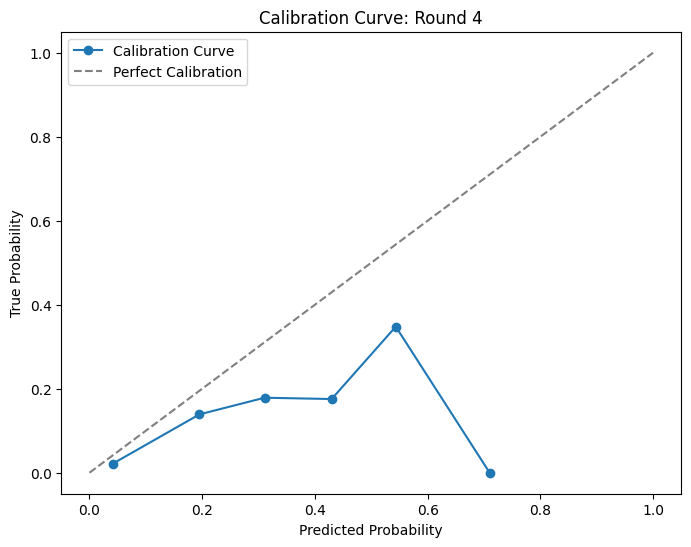 Calibration Curve: Round 4
Calibration Curve
Perfect Calibration
True Probability
1.0
0.8
0.6
0.4
0.2
0.0
0.0 0.2 0.4 0.6 0.8 1.0
Predicted Probability